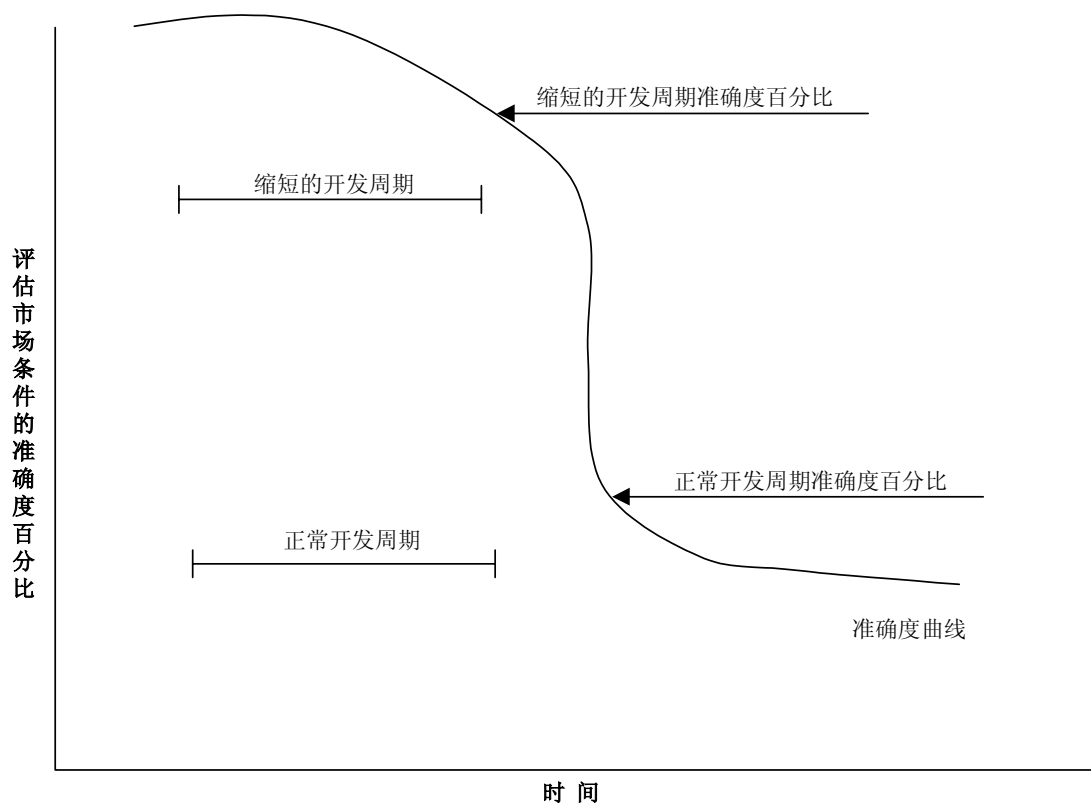 缩短的开发周期准确度百分比
缩短的开发周期
评估市场条件的准确度百分比
正常开发周期准确度百分比
正常开发周期
准确度曲线
时 间